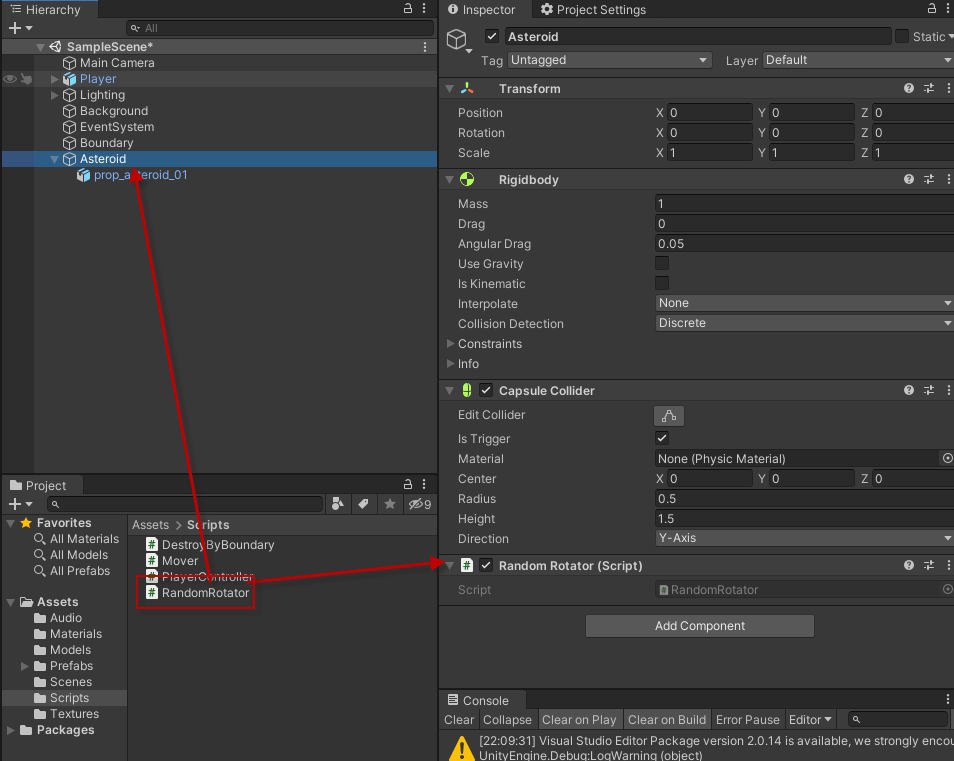 Hierarchy
All
SampleScene*
Main Camera
Player
Lighting
Background
EventSystem
Boundary
Asteroid
prop_asteroid_01
Project
9
Favorites
All Materials
All Models
All Prefabs
Assets
Audio
Materials
Models
Prefabs
Scenes
Scripts
Textures
Packages
Assets > Scripts
DestroyByBoundary
Mover
PlayerController
RandomRotator
Inspector Project Settings
Asteroid Static
Tag Untagged Layer Default
Transform
Position X 0 Y 0 Z 0
Rotation X 0 Y 0 Z 0
Scale X 1 Y 1 Z 1
Rigidbody
Mass 1
Drag 0
Angular Drag 0.05
Use Gravity
Is Kinematic
Interpolate None
Collision Detection Discrete
Constraints
Info
Capsule Collider
Edit Collider
Is Trigger
Material None (Physic Material)
Center X 0 Y 0 Z 0
Radius 0.5
Height 1.5
Direction Y-Axis
# Random Rotator (Script)
Script RandomRotator
Add Component
Console
Clear Collapse Clear on Play Clear on Build Error Pause Editor
[22:09:31] Visual Studio Editor Package version 2.0.14 is available, we strongly encou
UnityEngine.Debug:LogWarning (object)